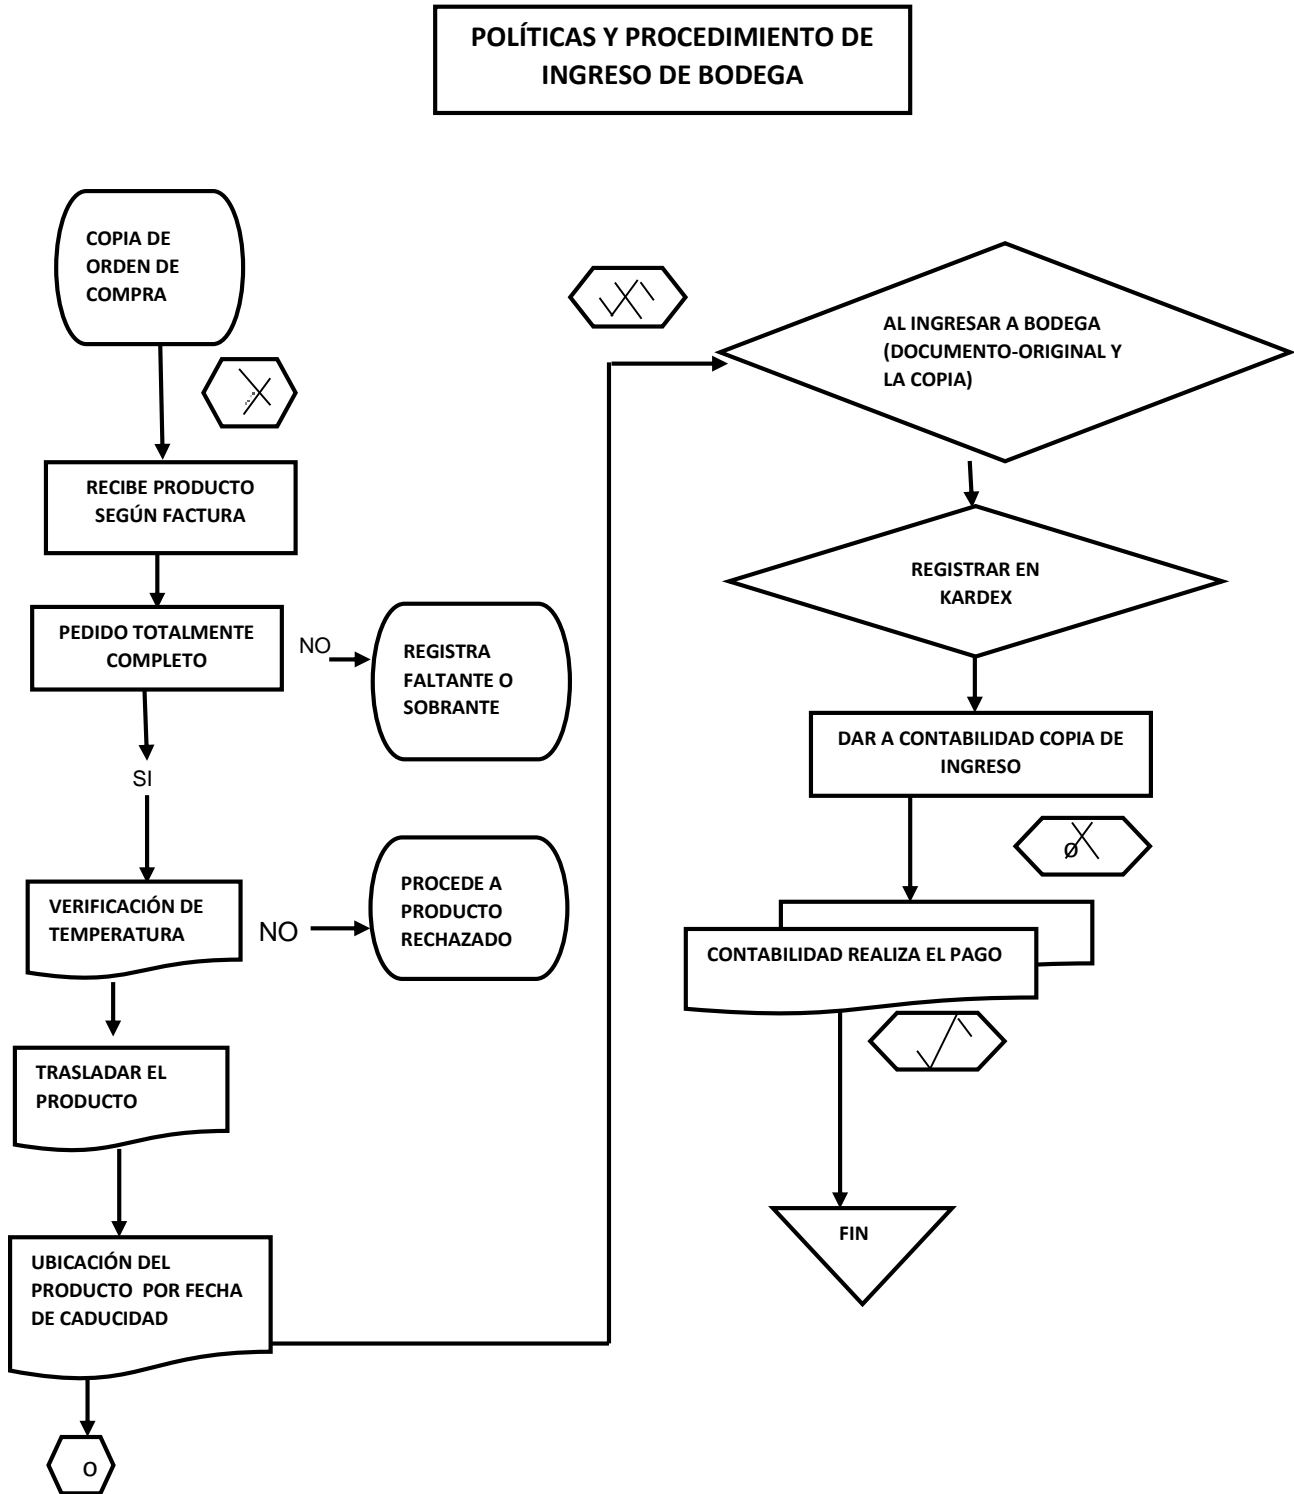 POLÍTICAS Y PROCEDIMIENTO DE
INGRESO DE BODEGA
COPIA DE
ORDEN DE
COMPRA
RECIBE PRODUCTO
SEGÚN FACTURA
PEDIDO TOTALMENTE
COMPLETO
NO
REGISTRA
FALTANTE O
SOBRANTE
SI
VERIFICACIÓN DE
TEMPERATURA
NO
PROCEDE A
PRODUCTO
RECHAZADO
TRASLADAR EL
PRODUCTO
UBICACIÓN DEL
PRODUCTO POR FECHA
DE CADUCIDAD
o
AL INGRESAR A BODEGA
(DOCUMENTO-ORIGINAL Y
LA COPIA)
REGISTRAR EN
KARDEX
DAR A CONTABILIDAD COPIA DE
INGRESO
ø
CONTABILIDAD REALIZA EL PAGO
FIN